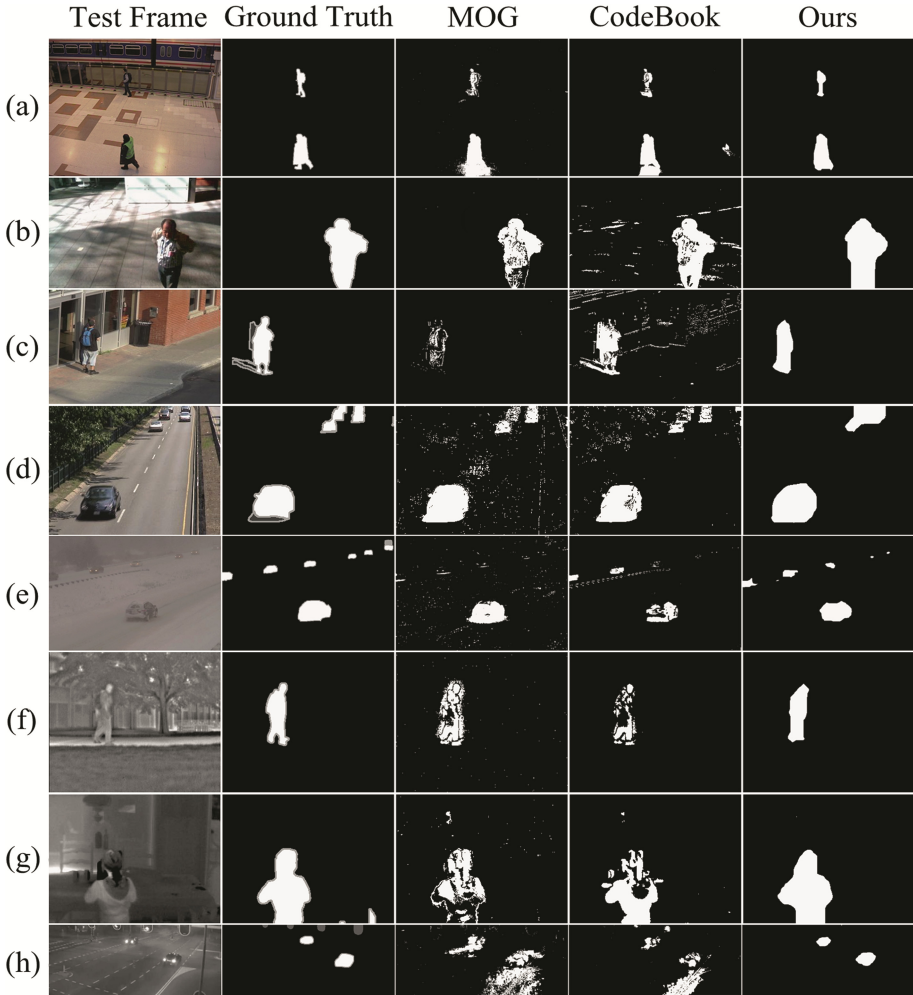 Test Frame Ground Truth MOG CodeBook Ours
(a)
(b)
(c)
(d)
(e)
(f)
(g)
(h)